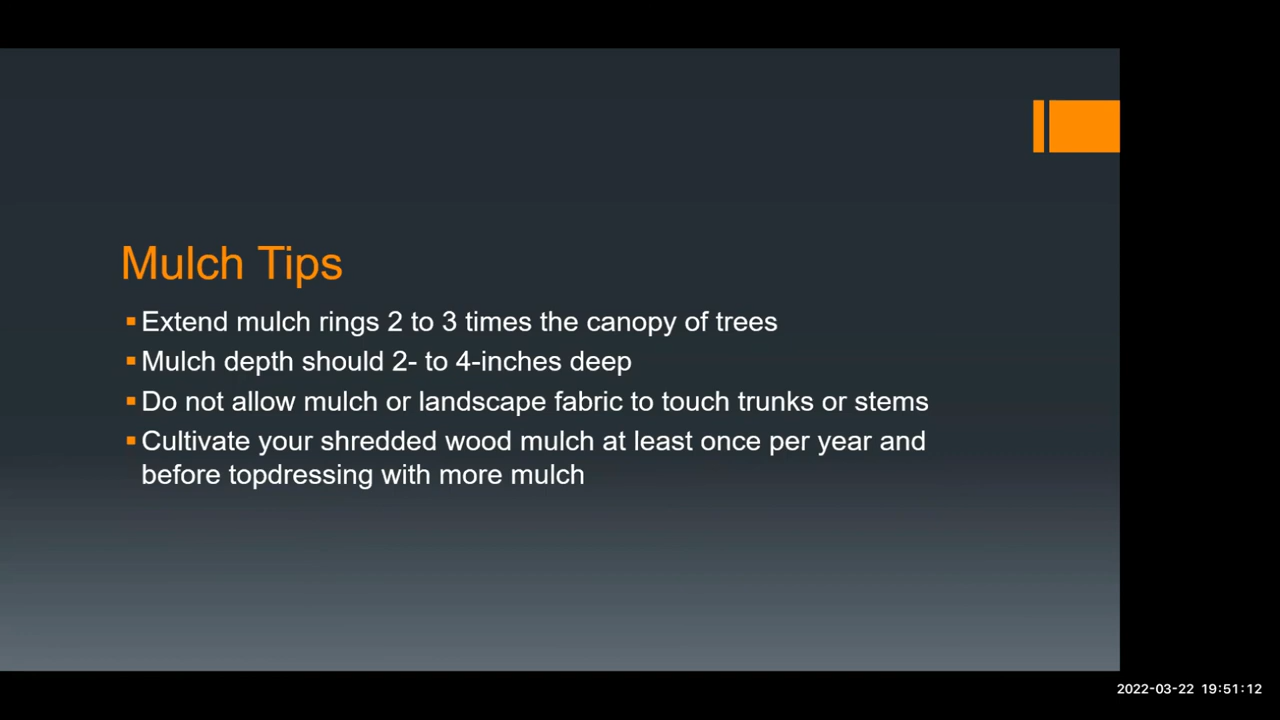 Mulch Tips
Extend mulch rings 2 to 3 times the canopy of trees
Mulch depth should 2- to 4-inches deep
Do not allow mulch or landscape fabric to touch trunks or stems
Cultivate your shredded wood mulch at least once per year and
before topdressing with more mulch
2022-03-22 19:51:12